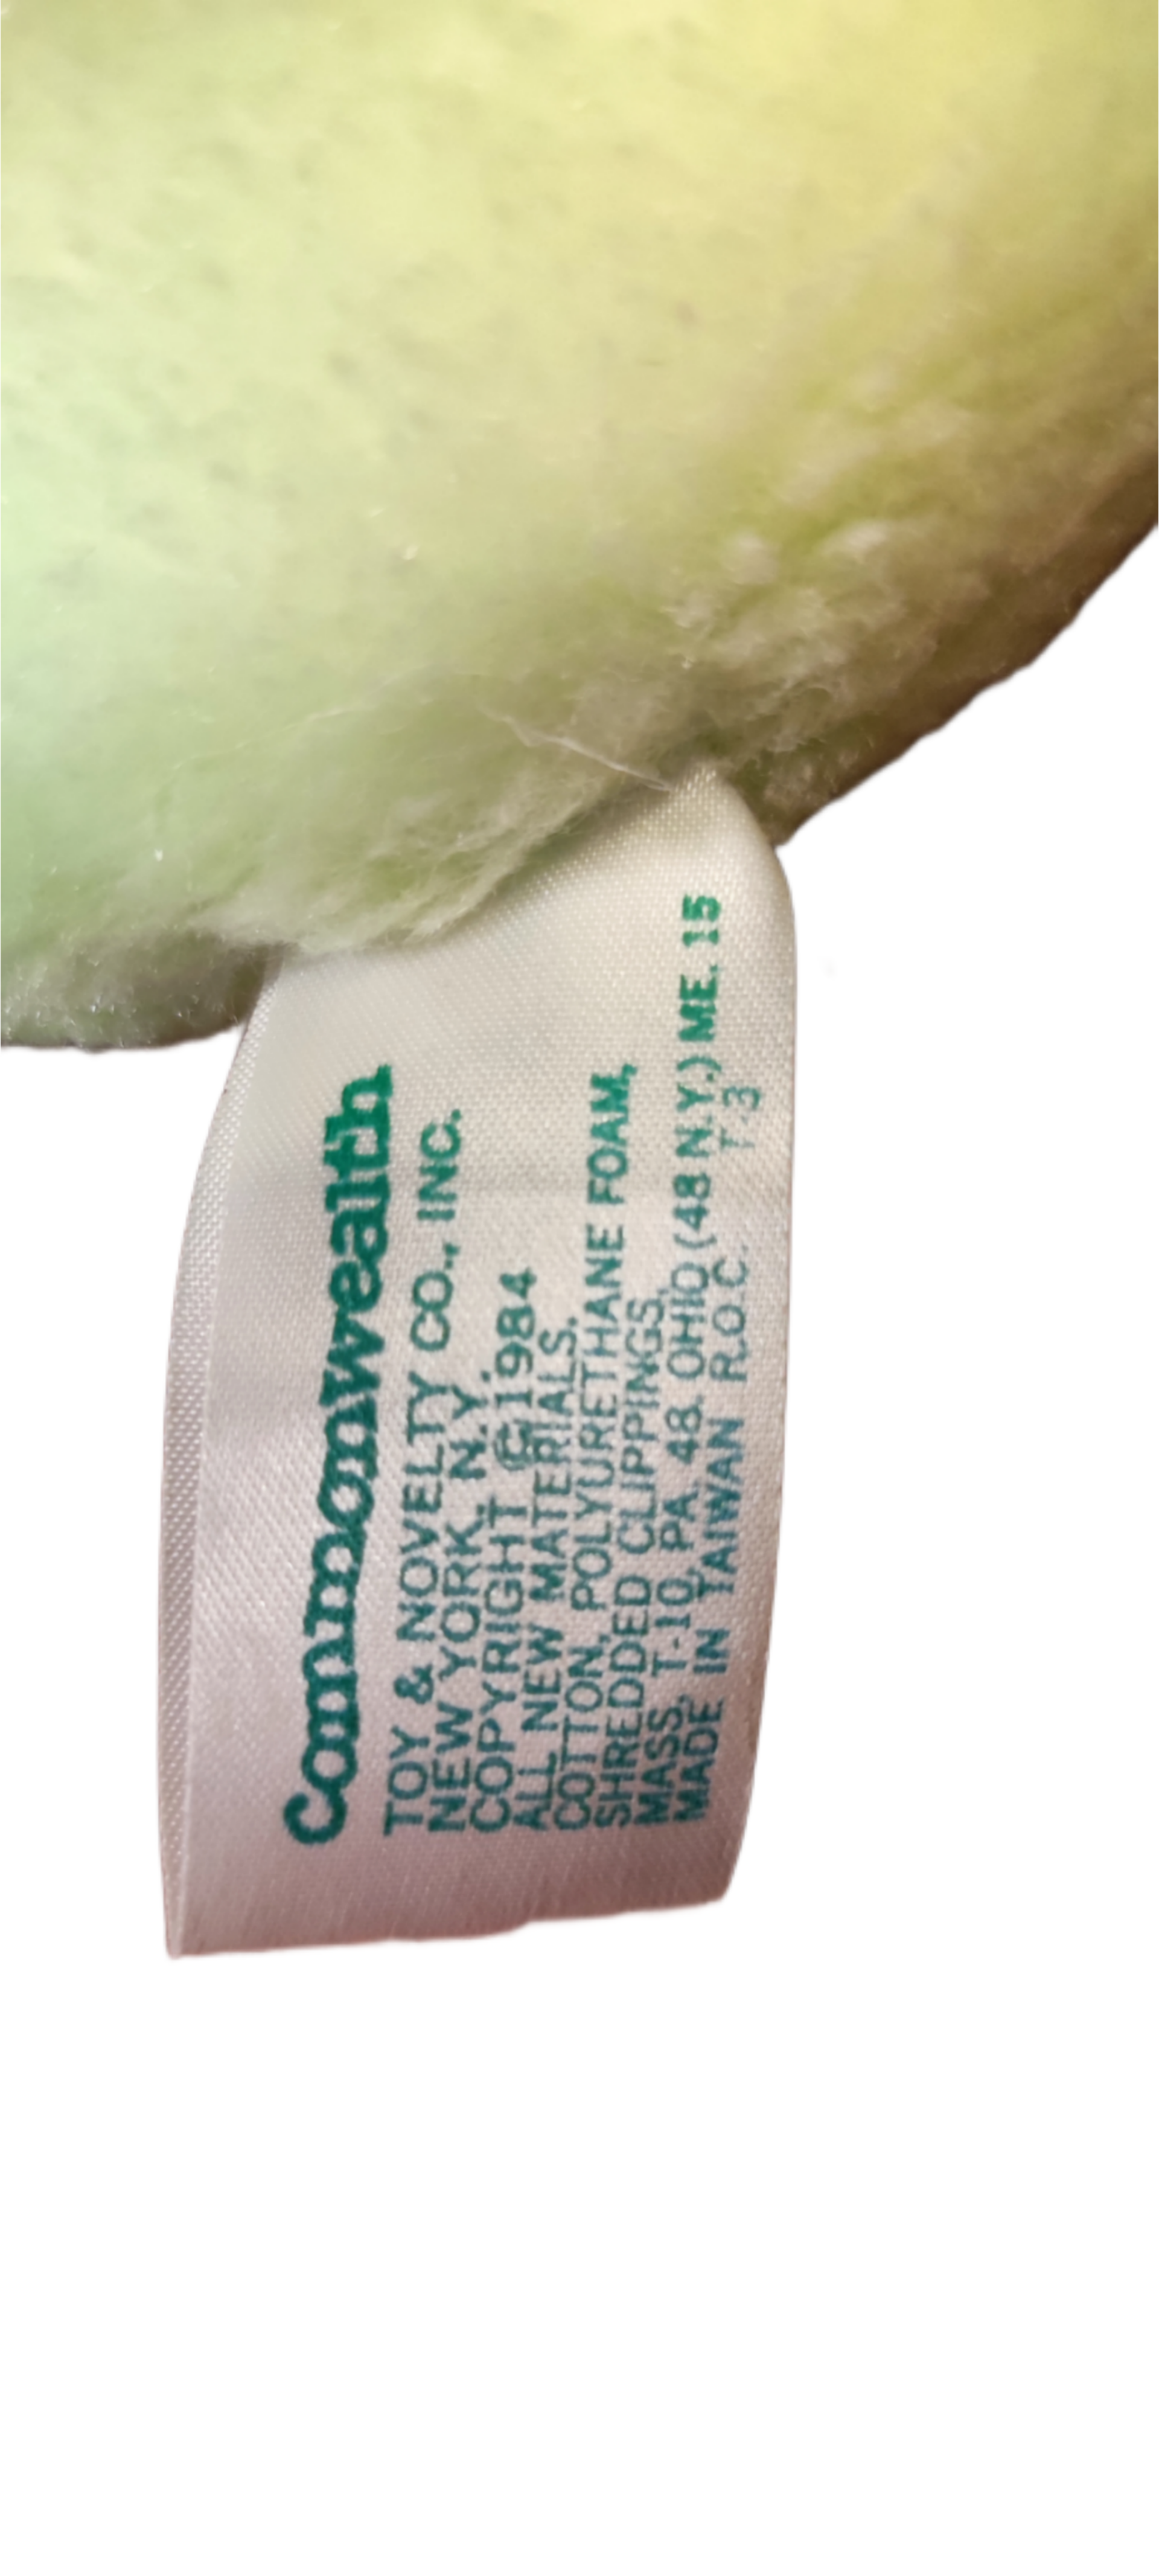 Commonwealth
TOY & NOVELTY CO., INC.
NEW YORK, N.Y.
COPYRIGHT © 1984
ALL NEW MATERIALS.
COTTON, POLYURETHANE FOAM,
SHREDDED CLIPPINGS,
MASS. T-10, PA. 48. OHIO (48 N.Y.) ME. 15
MADE IN TAIWAN R.O.C. T-3